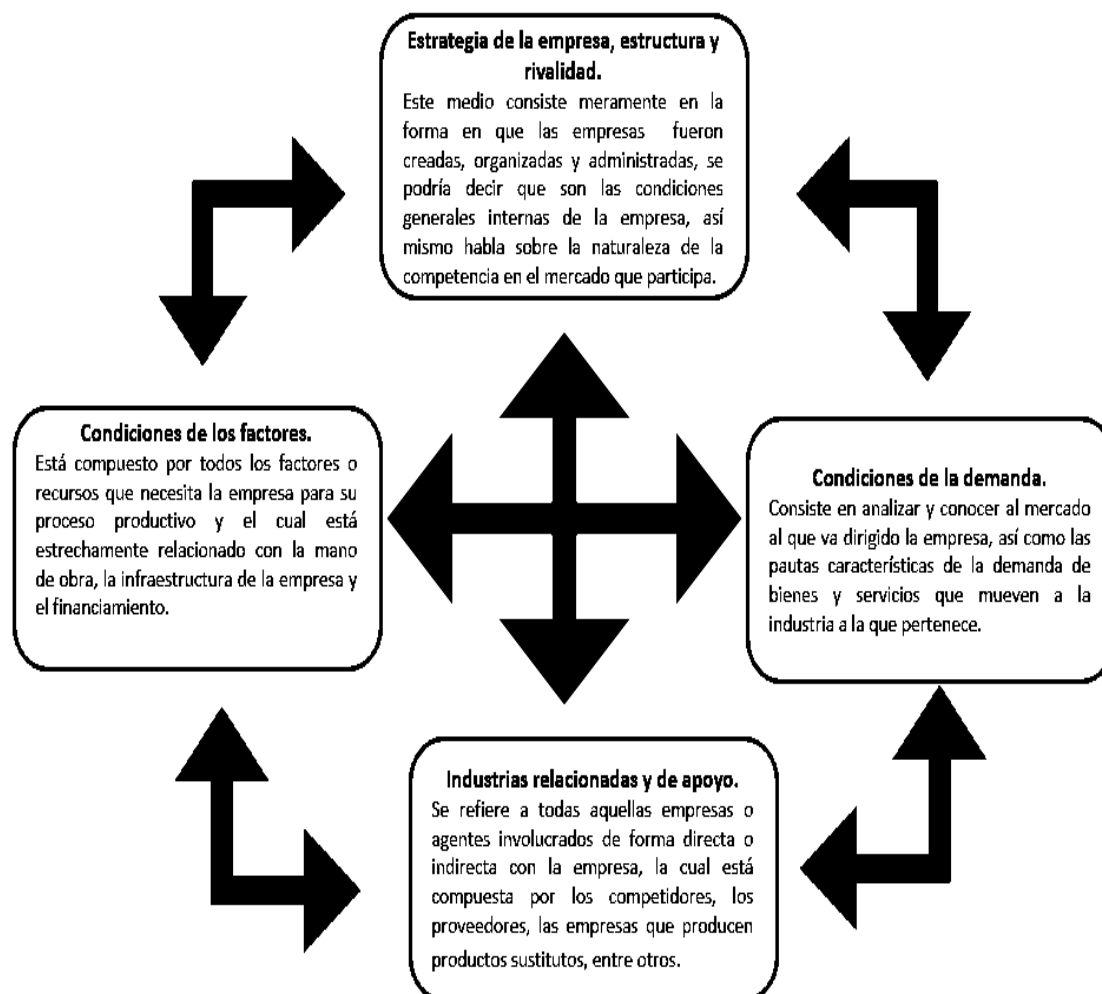 Estrategia de la empresa, estructura y
rivalidad.
Este medio consiste meramente en la
forma en que las empresas fueron
creadas, organizadas y administradas, se
podría decir que son las condiciones
generales internas de la empresa, así
mismo habla sobre la naturaleza de la
competencia en el mercado que participa.
Condiciones de los factores.
Está compuesto por todos los factores o
recursos que necesita la empresa para su
proceso productivo y el cual está
estrechamente relacionado con la mano
de obra, la infraestructura de la empresa y
el financiamiento.
Condiciones de la demanda.
Consiste en analizar y conocer al mercado
al que va dirigido la empresa, así como las
pautas características de la demanda de
bienes y servicios que mueven a la
industria a la que pertenece.
Industrias relacionadas y de apoyo.
Se refiere a todas aquellas empresas o
agentes involucrados de forma directa o
indirecta con la empresa, la cual está
compuesta por los competidores, los
proveedores, las empresas que producen
productos sustitutos, entre otros.